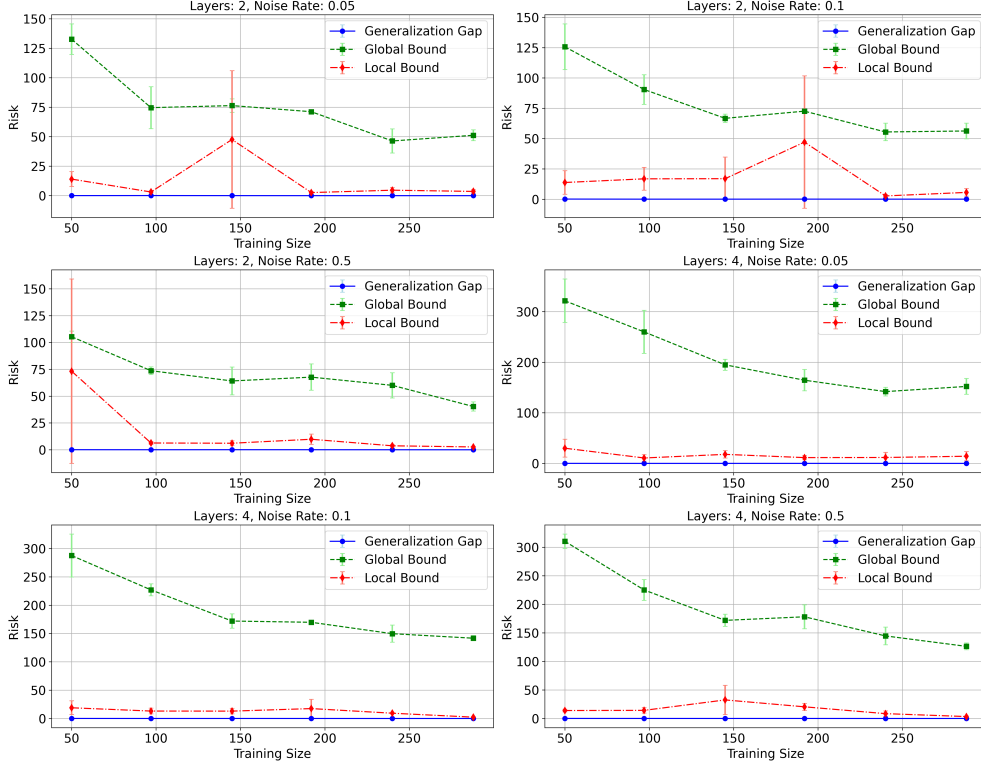 Layers: 2, Noise Rate: 0.05
150
125
100
75
50
25
0
Risk
Generalization Gap
Global Bound
Local Bound
50 100 150 200 250
Training Size
Layers: 2, Noise Rate: 0.1
150
125
100
75
50
25
0
Risk
Generalization Gap
Global Bound
Local Bound
50 100 150 200 250
Training Size
Layers: 2, Noise Rate: 0.5
150
125
100
75
50
25
0
Risk
Generalization Gap
Global Bound
Local Bound
50 100 150 200 250
Training Size
Layers: 4, Noise Rate: 0.05
300
200
100
0
Risk
Generalization Gap
Global Bound
Local Bound
50 100 150 200 250
Training Size
Layers: 4, Noise Rate: 0.1
300
250
200
150
100
50
0
Risk
Generalization Gap
Global Bound
Local Bound
50 100 150 200 250
Training Size
Layers: 4, Noise Rate: 0.5
300
250
200
150
100
50
0
Risk
Generalization Gap
Global Bound
Local Bound
50 100 150 200 250
Training Size